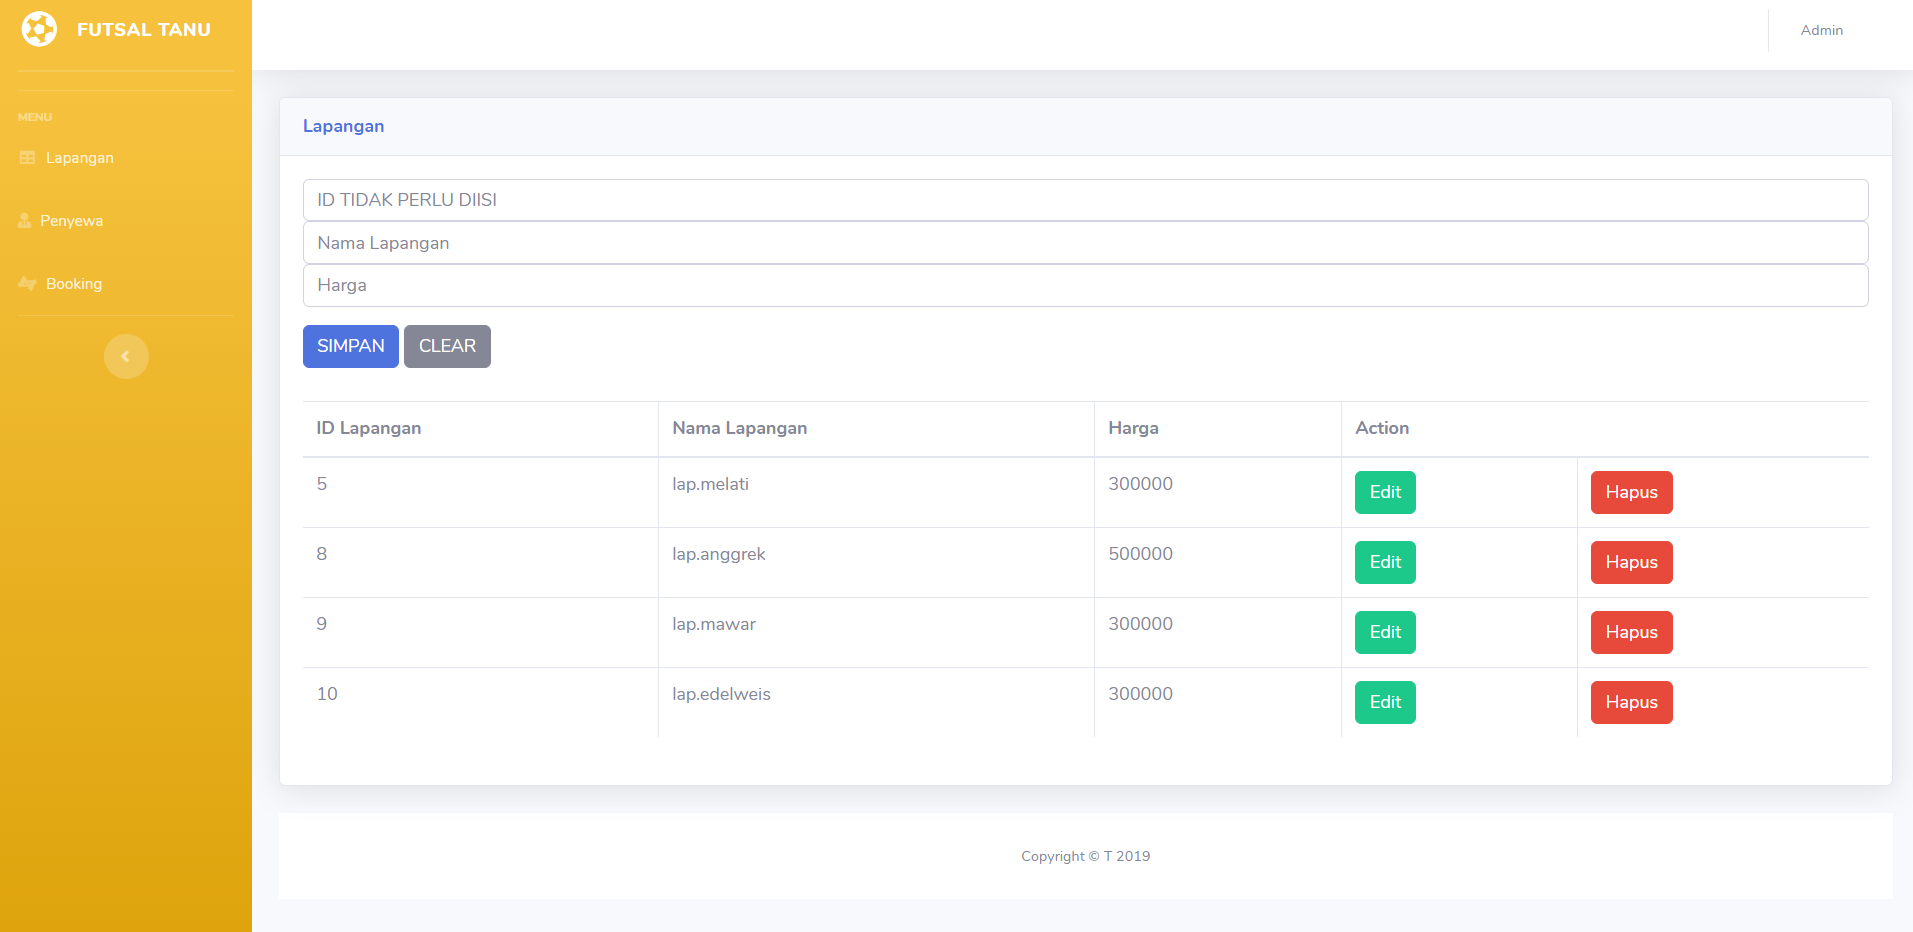 FUTSAL TANU
Admin
MENU
Lapangan
Penyewa
Booking
Lapangan
ID TIDAK PERLU DIISI
Nama Lapangan
Harga
SIMPAN CLEAR
ID Lapangan Nama Lapangan Harga Action
5 lap.melati 300000 Edit Hapus
8 lap.anggrek 500000 Edit Hapus
9 lap.mawar 300000 Edit Hapus
10 lap.edelweis 300000 Edit Hapus
Copyright © T 2019